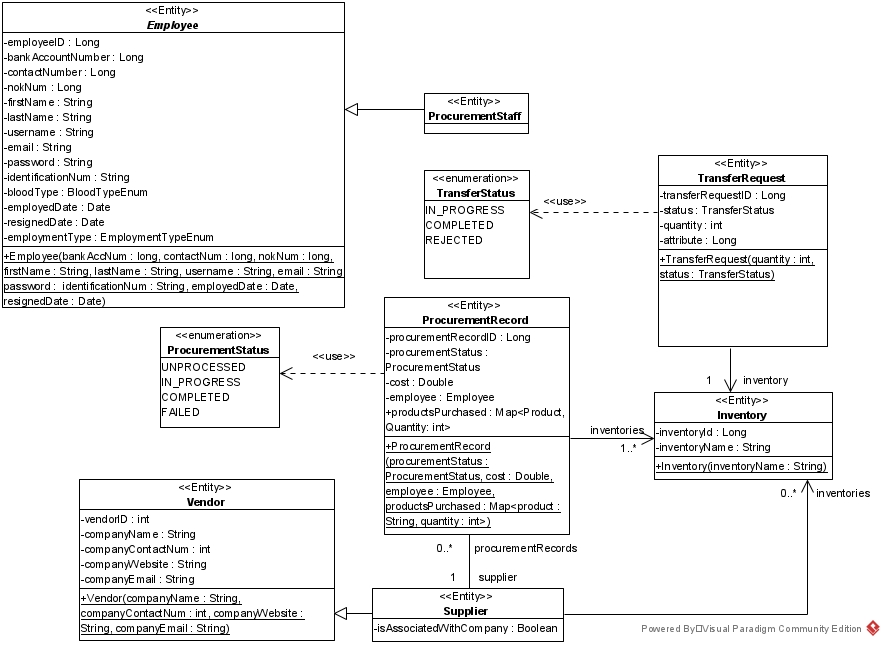 <<Entity>>
Employee
-employeeID : Long
-bankAccountNumber : Long
-contactNumber : Long
-nokNum : Long
-firstName : String
-lastName : String
-username : String
-email : String
-password : String
-identificationNum : String
-bloodType : BloodTypeEnum
-employedDate : Date
-resignedDate : Date
-employmentType : EmploymentTypeEnum
+Employee(bankAccNum : long, contactNum : long, nokNum : long,
firstName : String, lastName : String, username : String, email : String
password : identificationNum : String, employedDate : Date,
resignedDate : Date)
<<Entity>>
ProcurementStaff
<<enumeration>>
TransferStatus
IN_PROGRESS
COMPLETED
REJECTED
<<use>>
<<Entity>>
TransferRequest
-transferRequestID : Long
-status : TransferStatus
-quantity : int
-attribute : Long
+TransferRequest(quantity : int,
status : TransferStatus)
<<enumeration>>
ProcurementStatus
UNPROCESSED
IN_PROGRESS
COMPLETED
FAILED
<<use>>
<<Entity>>
ProcurementRecord
-procurementRecordID : Long
-procurementStatus :
ProcurementStatus
-cost : Double
-employee : Employee
+productsPurchased : Map<Product,
Quantity: int>
+ProcurementRecord
(procurementStatus :
ProcurementStatus, cost : Double,
employee : Employee,
productsPurchased : Map<product :
String, quantity : int>)
1 inventory
inventories
1..*
<<Entity>>
Inventory
-inventoryId : Long
-inventoryName : String
+Inventory(inventoryName : String)
0..* inventories
<<Entity>>
Vendor
-vendorID : int
-companyName : String
-companyContactNum : int
-companyWebsite : String
-companyEmail : String
+Vendor(companyName : String,
companyContactNum : int, companyWebsite :
String, companyEmail : String)
0..* procurementRecords
1 supplier
<<Entity>>
Supplier
-isAssociatedWithCompany : Boolean
Powered By Visual Paradigm Community Edition